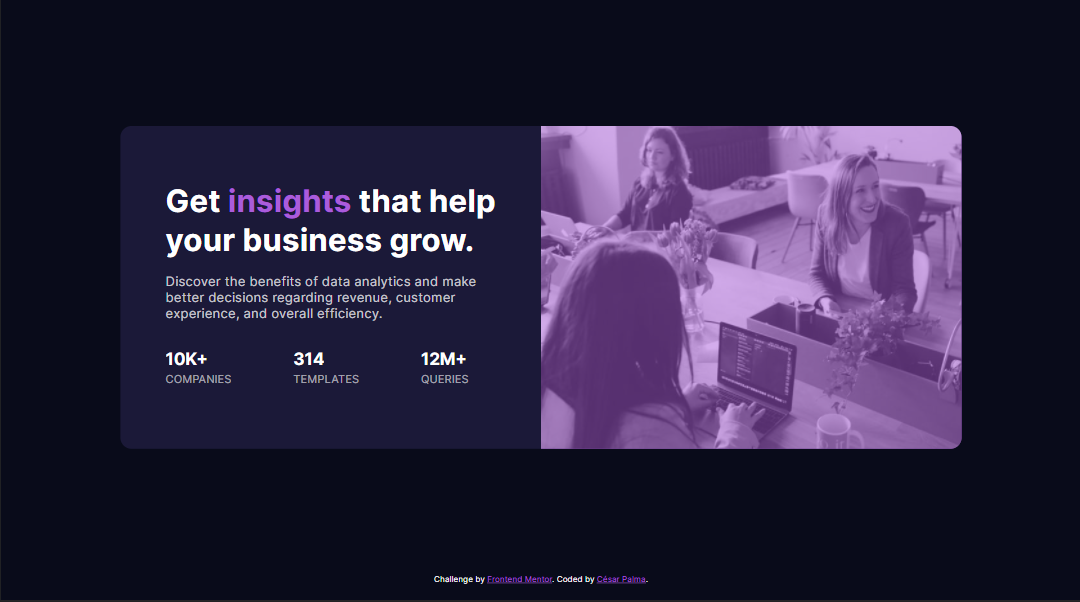 Get insights that help
your business grow.
Discover the benefits of data analytics and make
better decisions regarding revenue, customer
experience, and overall efficiency.
10K+ 314 12M+
COMPANIES TEMPLATES QUERIES
Challenge by Frontend Mentor. Coded by César Palma.